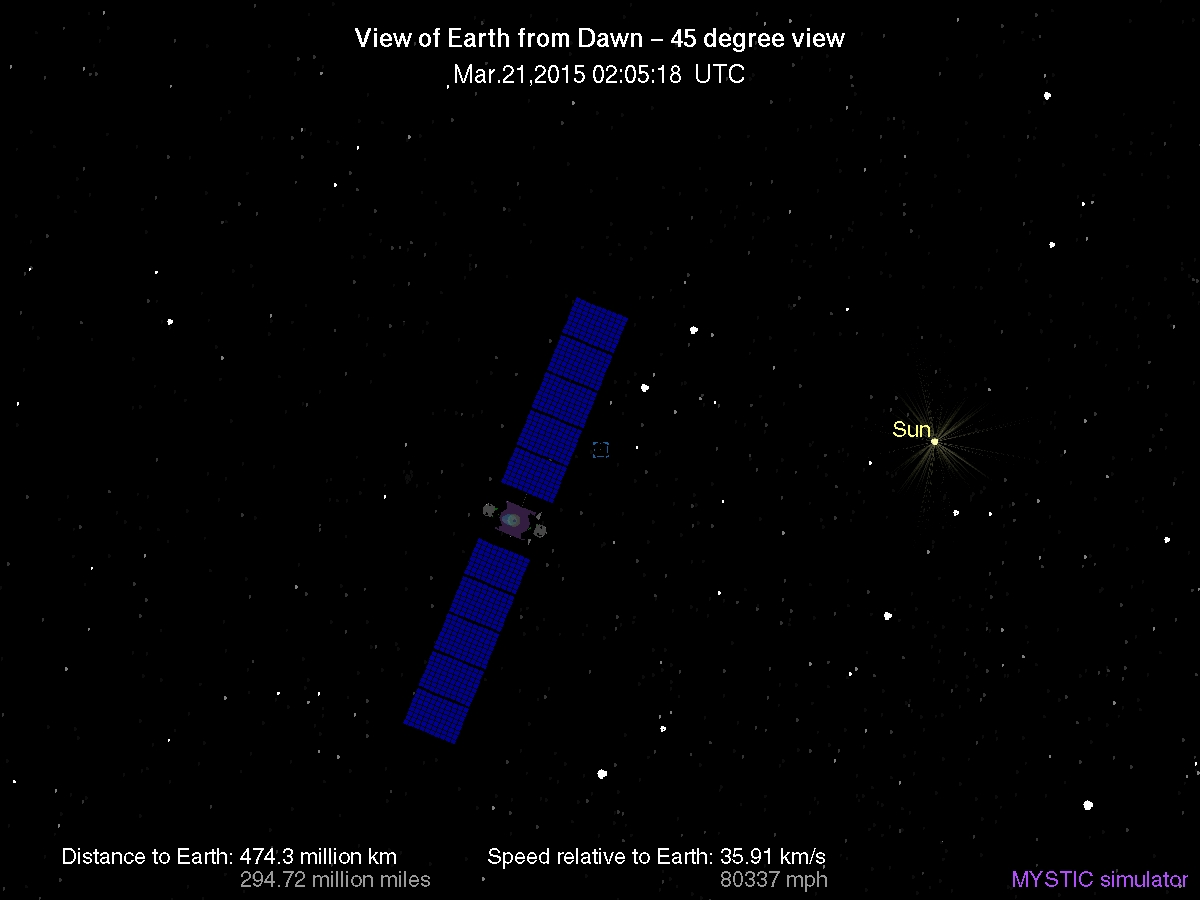 View of Earth from Dawn – 45 degree view
Mar.21,2015 02:05:18 UTC
Sun
Distance to Earth: 474.3 million km
294.72 million miles
Speed relative to Earth: 35.91 km/s
80337 mph
MYSTIC simulator